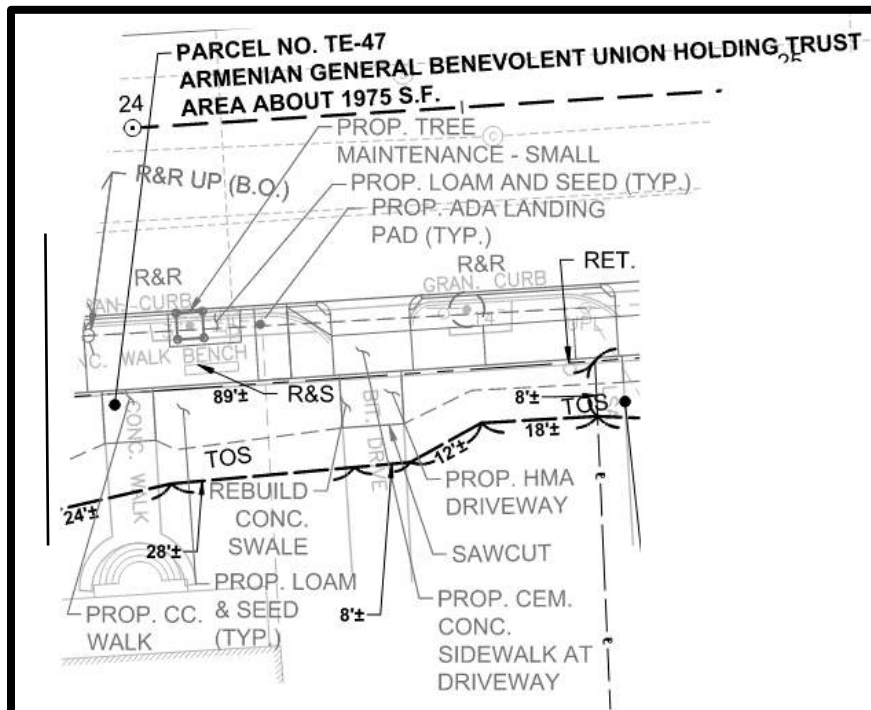 PARCEL NO. TE-47
ARMENIAN GENERAL BENEVOLENT UNION HOLDING TRUST
AREA ABOUT 1975 S.F.
24
25
PROP. TREE
MAINTENANCE - SMALL
R&R UP (B.O.)
PROP. LOAM AND SEED (TYP.)
PROP. ADA LANDING
PAD (TYP.)
R&R
R&R
RET.
GRAN. CURB
CURB
WALK BENCH
R&S
89'±
8'±
TOS
18'±
12'±
TOS
CONC. WALK
BIT. DRIVE
24'±
28'±
8'±
REBUILD
CONC.
SWALE
PROP. HMA
DRIVEWAY
SAWCUT
PROP. LOAM
& SEED
(TYP.)
PROP. CC.
WALK
PROP. CEM.
CONC.
SIDEWALK AT
DRIVEWAY